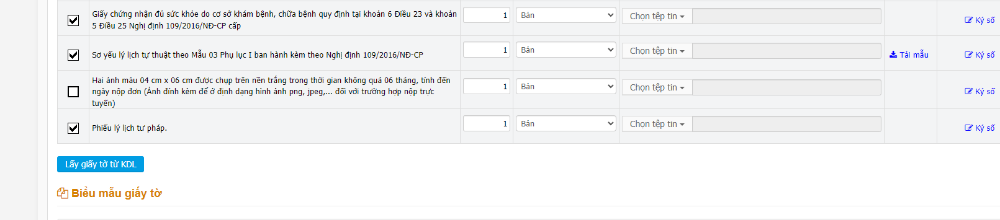 Giấy chứng nhận đủ sức khỏe do cơ sở khám bệnh, chữa bệnh quy định tại khoản 6 Điều 23 và khoản
5 Điều 25 Nghị định 109/2016/NĐ-CP cấp
1
Bản
Chọn tệp tin
Ký số
Sơ yếu lý lịch tự thuật theo Mẫu 03 Phụ lục I ban hành kèm theo Nghị định 109/2016/NĐ-CP
1
Bản
Chọn tệp tin
Tải mẫu
Ký số
Hai ảnh màu 04 cm x 06 cm được chụp trên nền trắng trong thời gian không quá 06 tháng, tính đến
ngày nộp đơn (Ảnh đính kèm để ở định dạng hình ảnh png, jpeg,... đối với trường hợp nộp trực
tuyến)
1
Bản
Chọn tệp tin
Ký số
Phiếu lý lịch tư pháp.
1
Bản
Chọn tệp tin
Ký số
Lấy giấy tờ từ KDL
Biểu mẫu giấy tờ